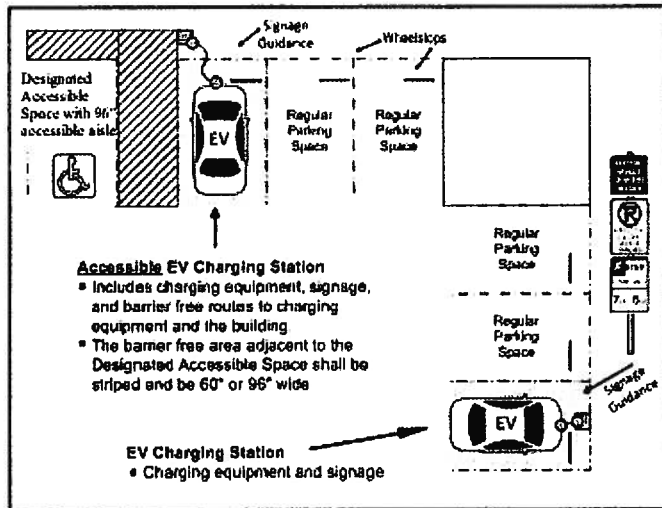 Signage
Guidance
Wheelstops
Designated
Accessible
Space with 96"
accessible aisle
EV
Regular
Parking
Space
Regular
Parking
Space
Accessible EV Charging Station
▪ Includes charging equipment, signage,
and barrier free routes to charging
equipment and the building
▪ The barrier free area adjacent to the
Designated Accessible Space shall be
striped and be 60" or 96" wide
Regular
Parking
Space
Regular
Parking
Space
Signage
Guidance
EV
EV Charging Station
• Charging equipment and signage